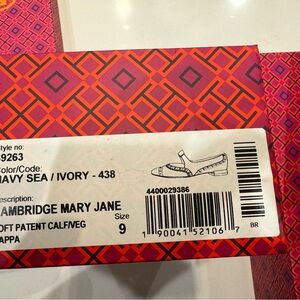 Style no:
49263
Color/Code:
NAVY SEA / IVORY - 438
Description:
CAMBRIDGE MARY JANE
SOFT PATENT CALF/VEG
NAPPA
Size
9
4400029386
1 90041 52106 7
BR